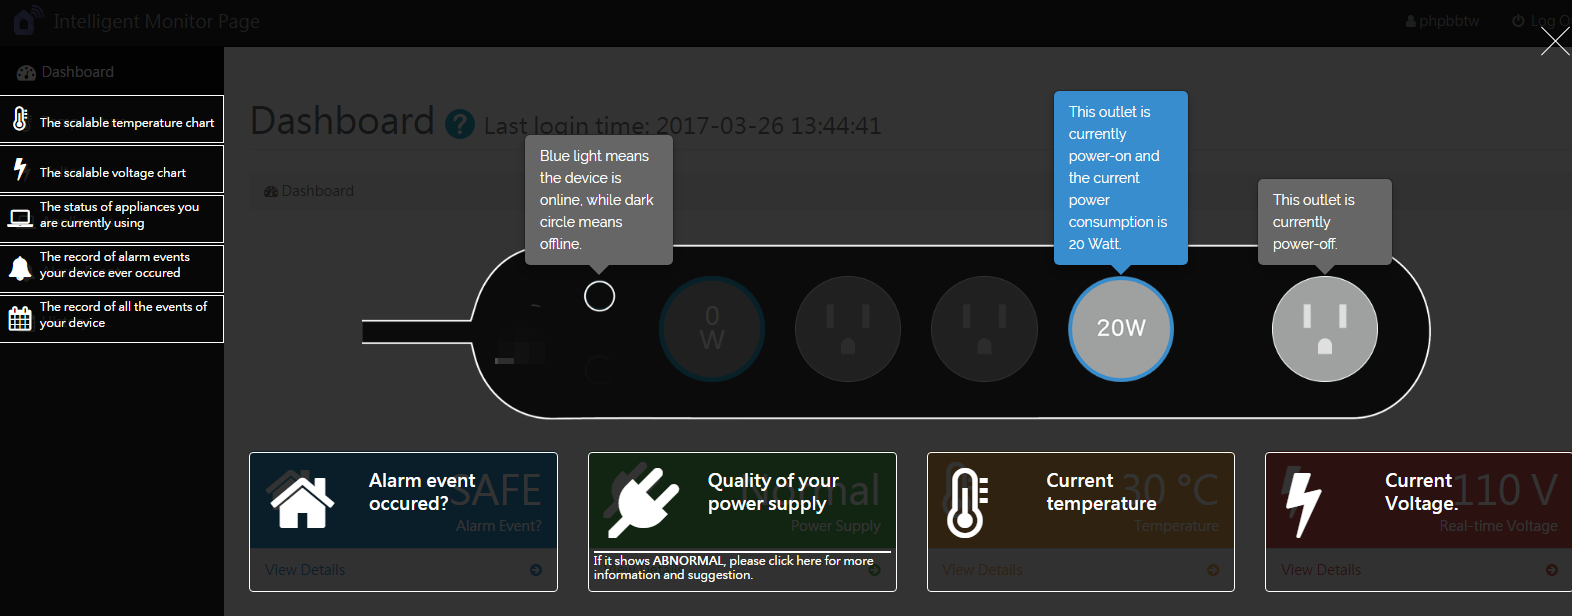 Intelligent Monitor Page
phpbbtw
Log O
Dashboard
The scalable temperature chart
The scalable voltage chart
The status of appliances you
are currently using
The record of alarm events
your device ever occured
The record of all the events of
your device
Dashboard
Last login time: 2017-03-26 13:44:41
Dashboard
Blue light means
the device is
online, while dark
circle means
offline.
This outlet is
currently
power-on and
the current
power
consumption is
20 Watt.
This outlet is
currently
power-off.
0
W
20W
Alarm event
occured?
SAFE
Alarm Event?
View Details
Quality of your
power supply
Normal
Power Supply
If it shows ABNORMAL, please click here for more
information and suggestion.
Current
temperature
30 °C
Temperature
View Details
Current
Voltage.
110 V
Real-time Voltage
View Details